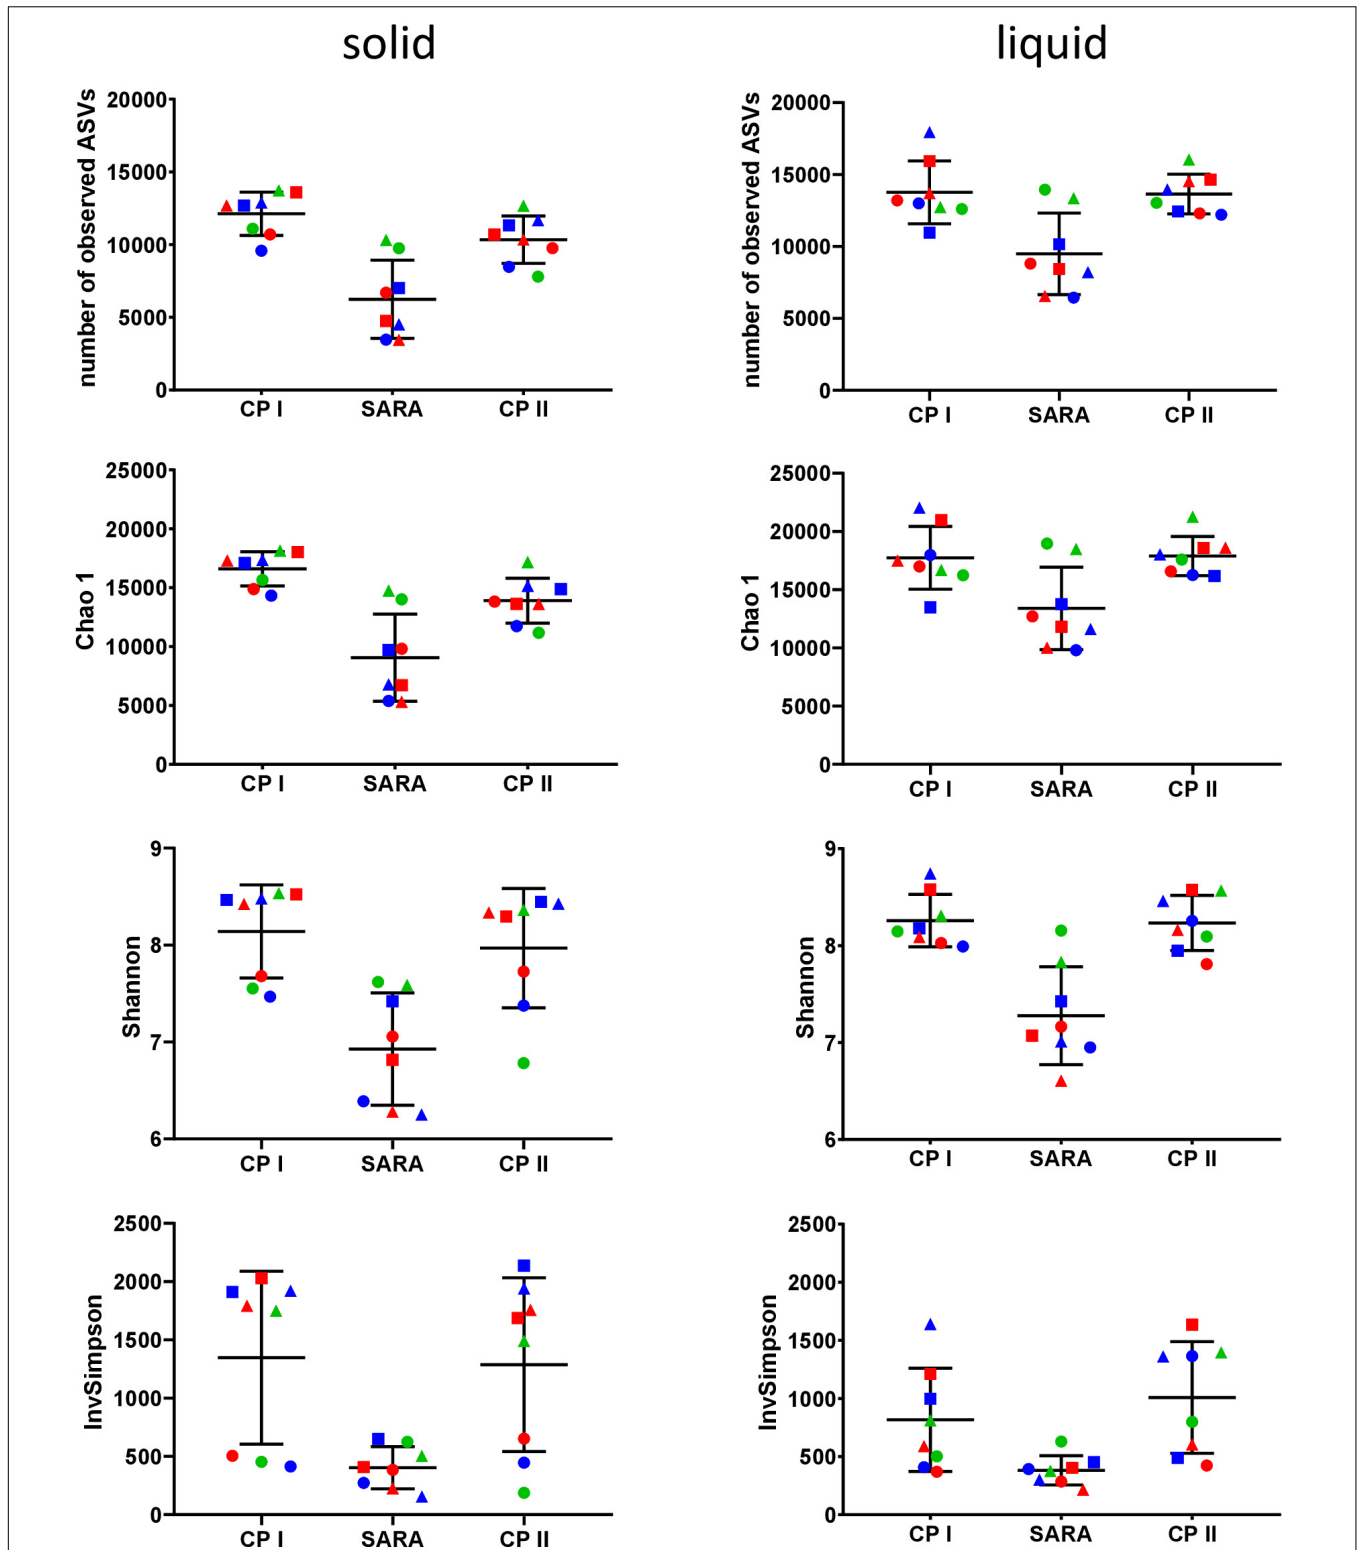 solid
liquid
number of observed ASVs
20000
15000
10000
5000
0
CP I
SARA
CP II
number of observed ASVs
20000
15000
10000
5000
0
CP I
SARA
CP II
Chao 1
25000
20000
15000
10000
5000
0
CP I
SARA
CP II
Chao 1
25000
20000
15000
10000
5000
0
CP I
SARA
CP II
Shannon
9
8
7
6
CP I
SARA
CP II
Shannon
9
8
7
6
CP I
SARA
CP II
InvSimpson
2500
2000
1500
1000
500
0
CP I
SARA
CP II
InvSimpson
2500
2000
1500
1000
500
0
CP I
SARA
CP II